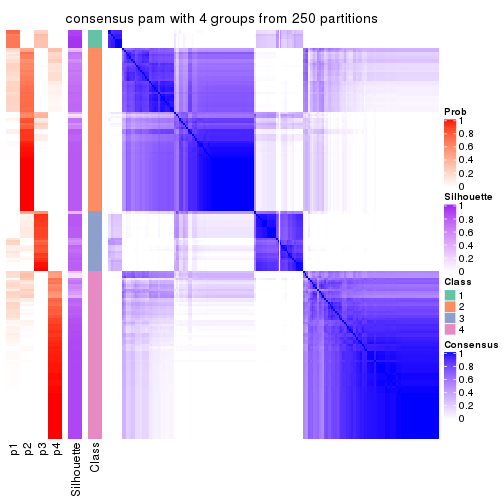 consensus pam with 4 groups from 250 partitions
Prob
1
0.8
0.6
0.4
0.2
0
Silhouette
1
0.8
0.6
0.4
0.2
0
Class
1
2
3
4
Consensus
1
0.8
0.6
0.4
0.2
0
p1
p2
p3
p4
Silhouette
Class